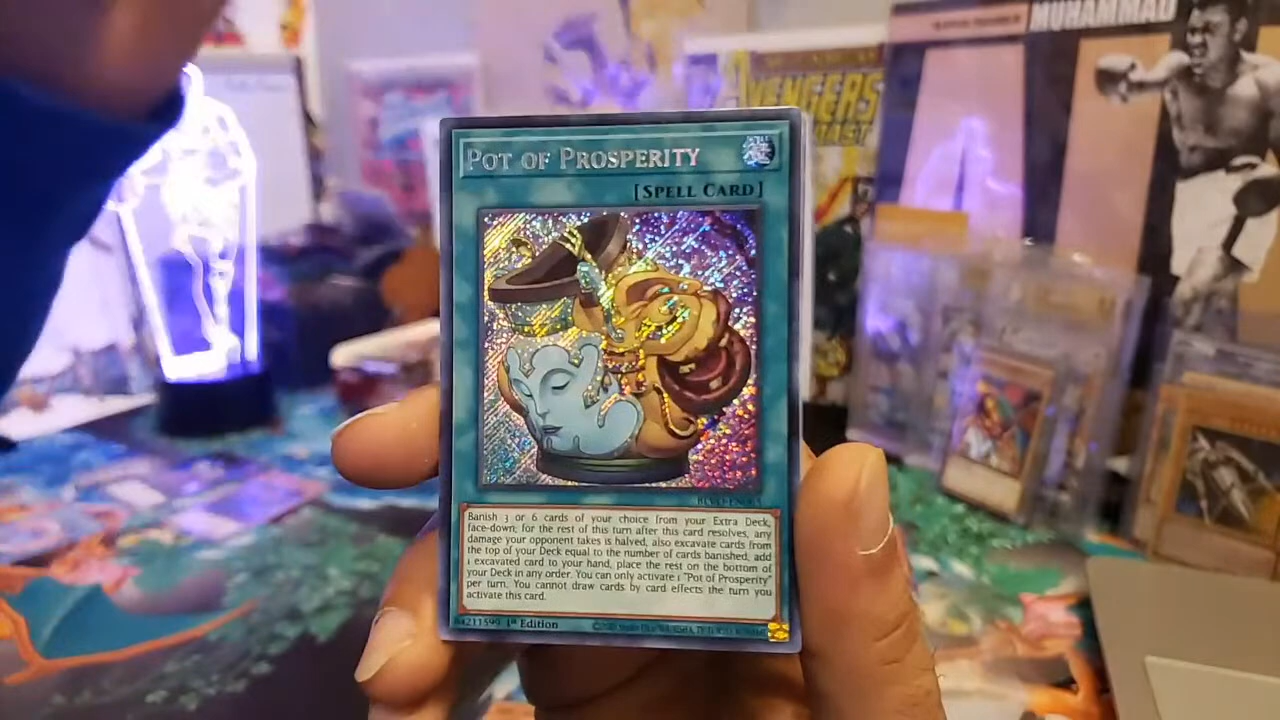 MUHAMMAD
AVENGERS
POT OF PROSPERITY
[SPELL CARD]
BLVO-EN065
Banish 3 or 6 cards of your choice from your Extra Deck,
face-down; for the rest of this turn after this card resolves, any
damage your opponent takes is halved, also excavate cards from
the top of your Deck equal to the number of cards banished, add
1 excavated card to your hand, place the rest on the bottom of
your Deck in any order. You can only activate 1 "Pot of Prosperity"
per turn. You cannot draw cards by card effects the turn you
activate this card.
84211599 1st Edition